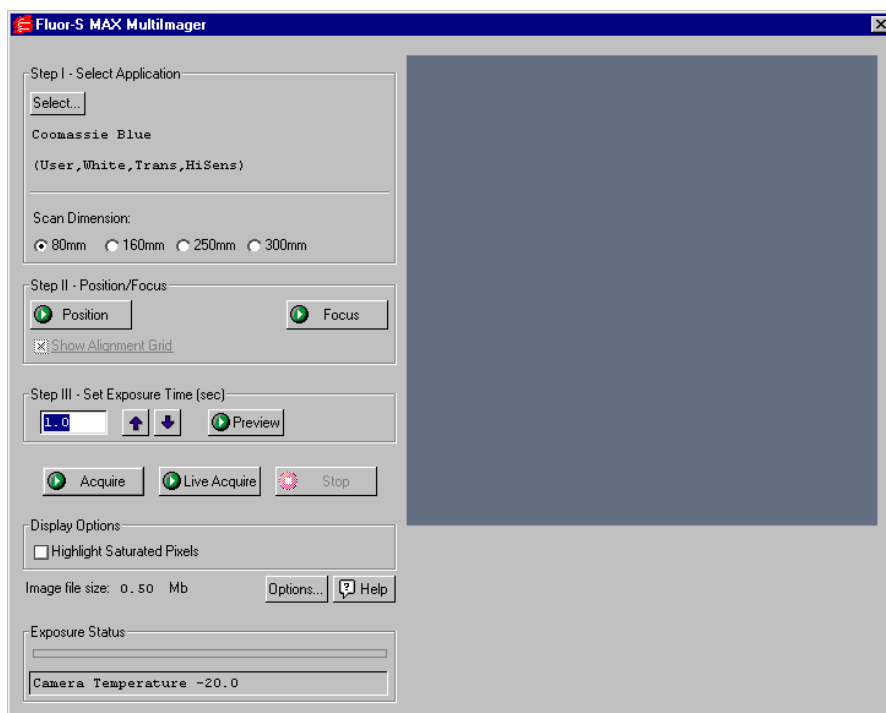 Fluor-S MAX MultiImager
Step I - Select Application
Select...
Coomassie Blue
(User,White,Trans,HiSens)
Scan Dimension:
80mm 160mm 250mm 300mm
Step II - Position/Focus
Position Focus
Show Alignment Grid
Step III - Set Exposure Time (sec)
1.0 Preview
Acquire Live Acquire Stop
Display Options
Highlight Saturated Pixels
Image file size: 0.50 Mb Options... Help
Exposure Status
Camera Temperature -20.0